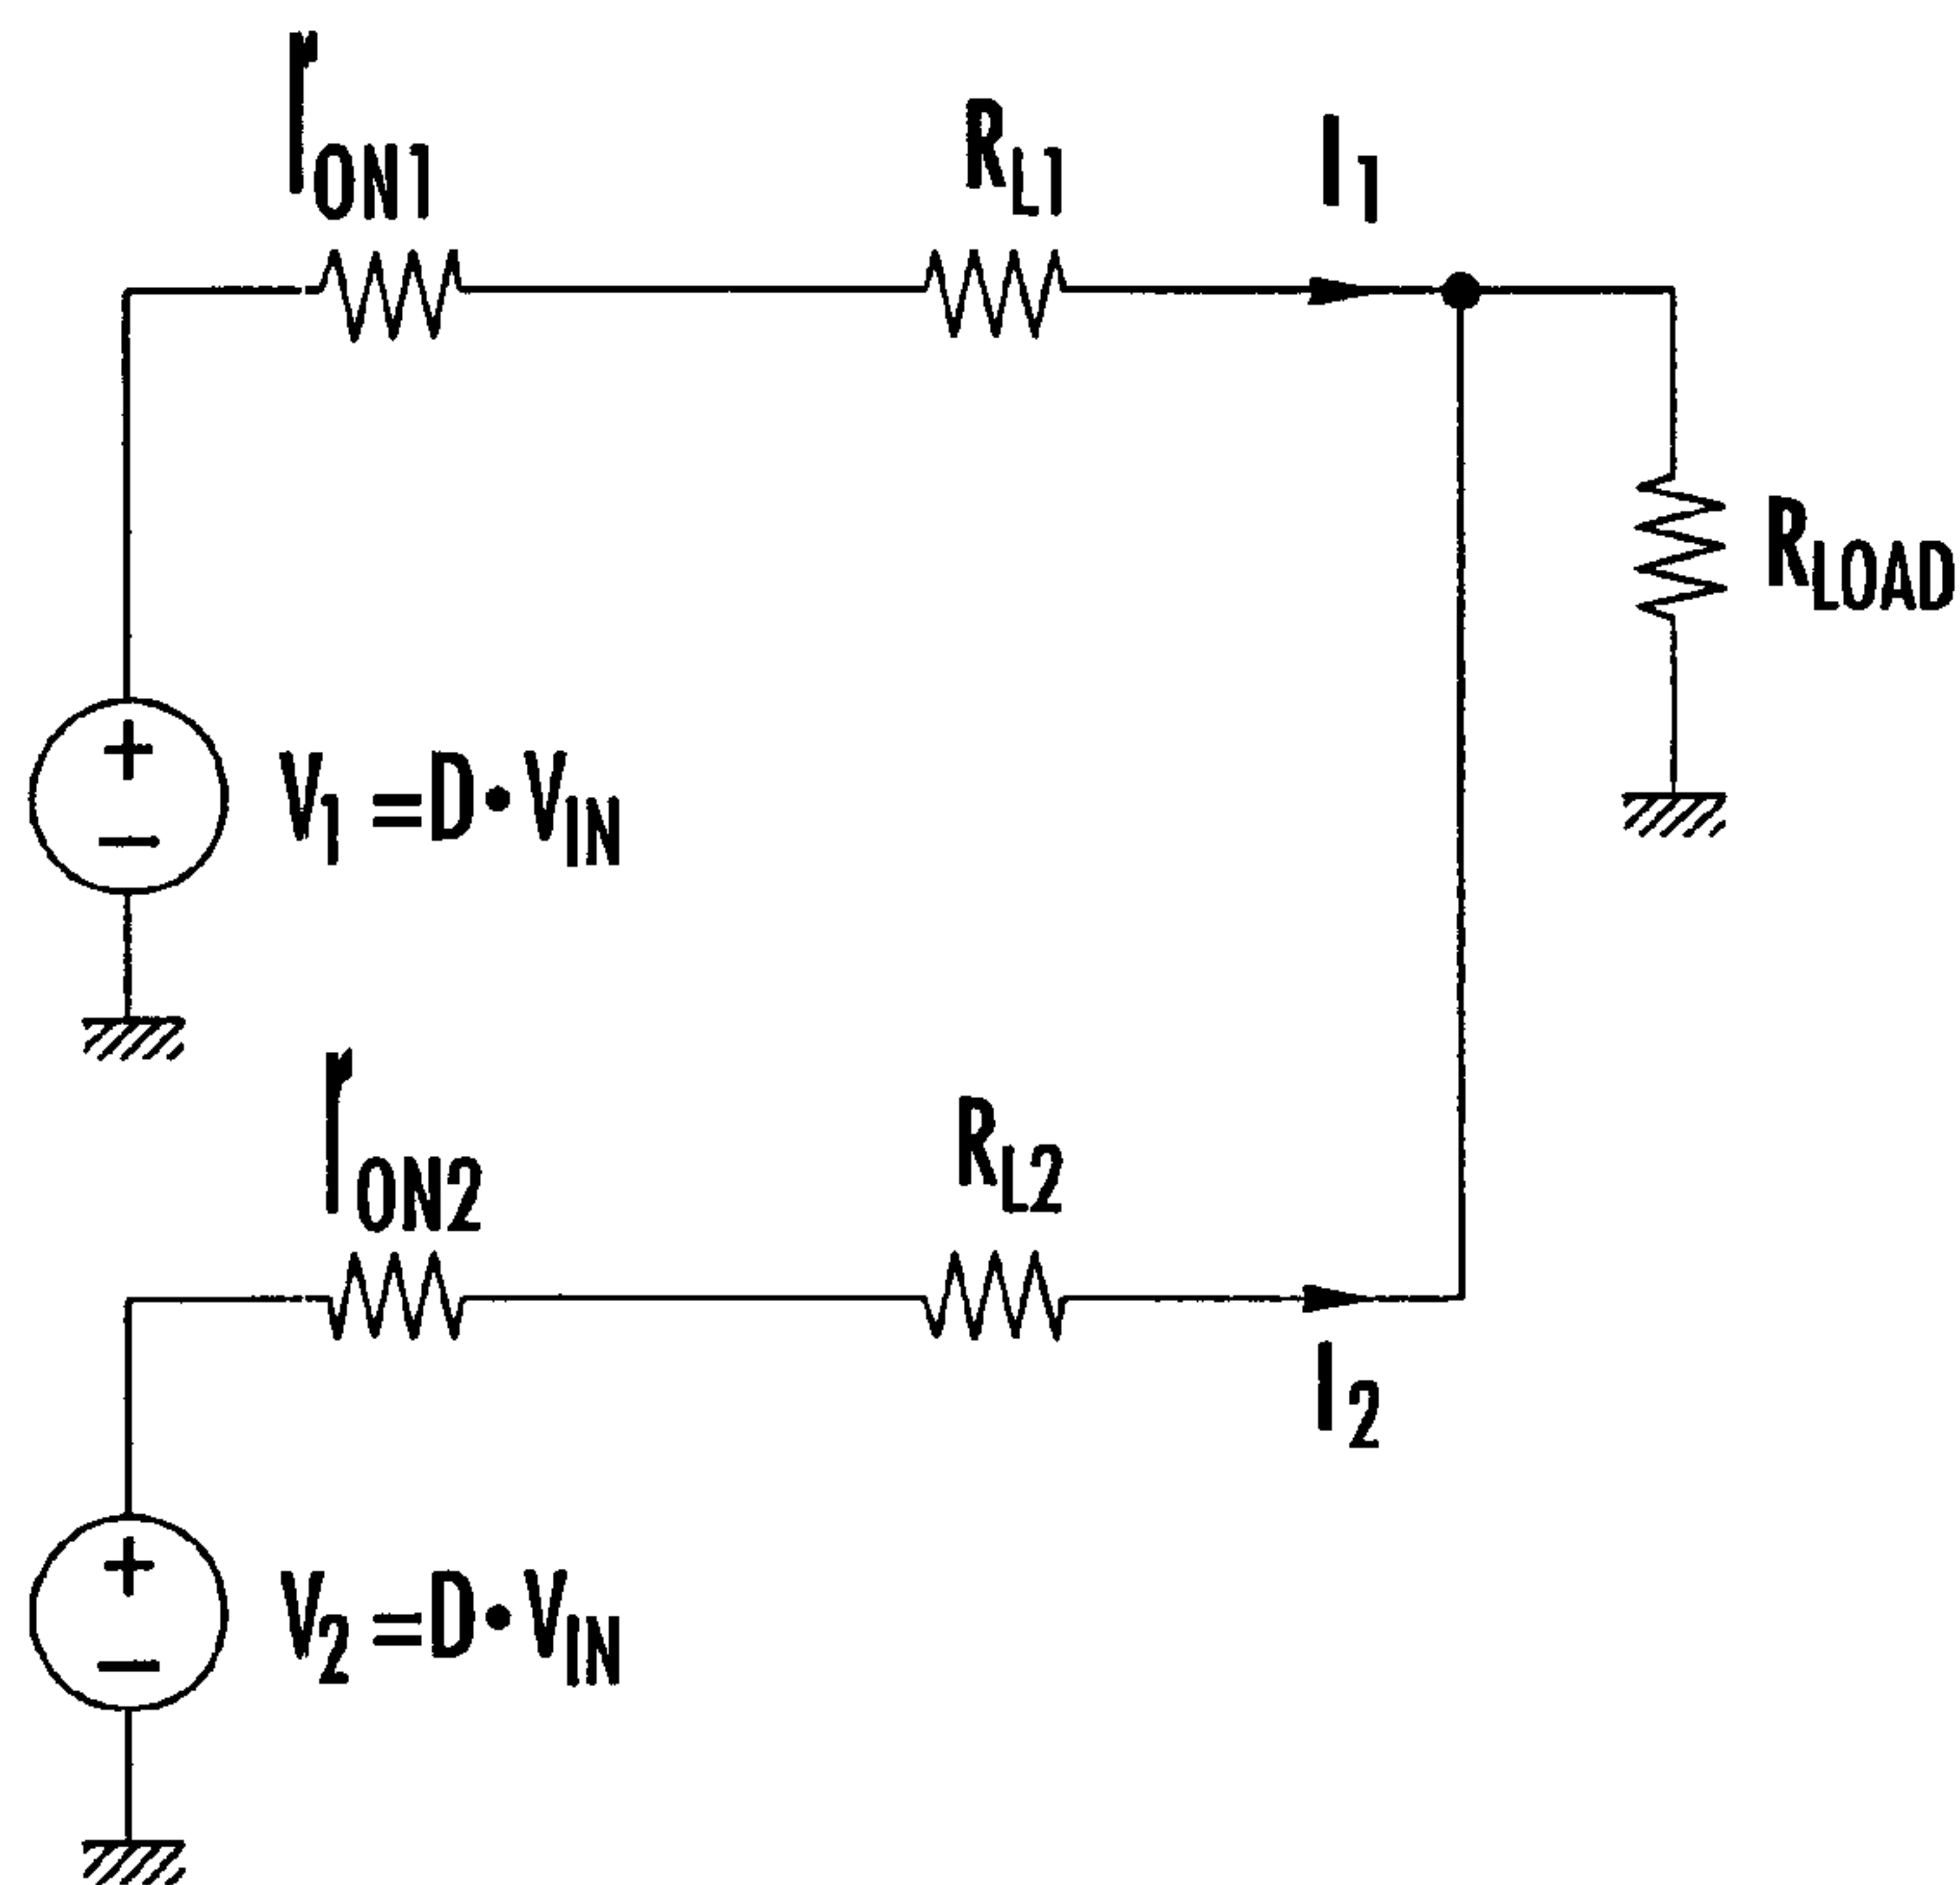 rON1
RL1
I1
RLOAD
+
−
V1=D•VIN
rON2
RL2
I2
+
−
V2=D•VIN